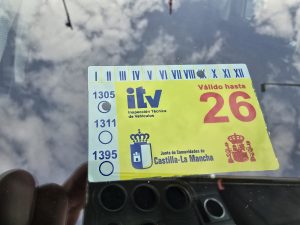 I II III IV V VI VII VIII X XI XII
1305
1311
1395
itv
Inspección Técnica
de Vehículos
Válido hasta
26
Junta de Comunidades de
Castilla-La Mancha